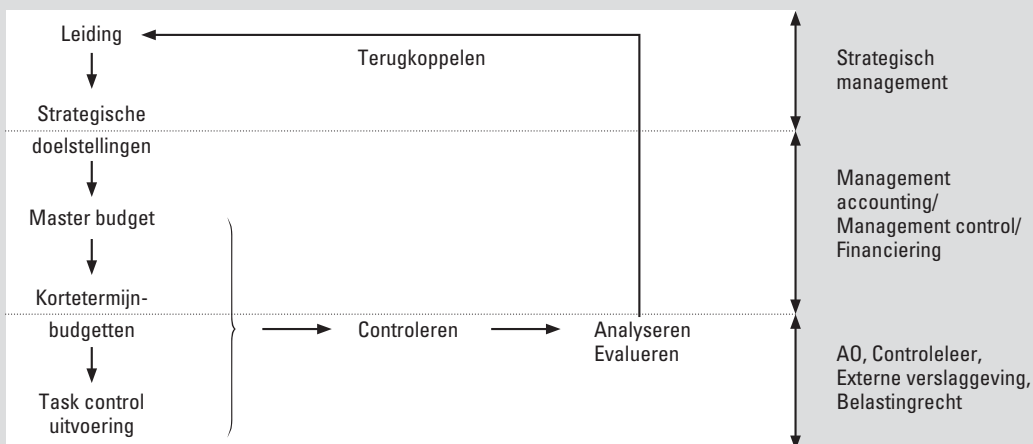 Leiding
Terugkoppelen
Strategisch
management
Strategische
doelstellingen
Master budget
Management
accounting/
Management control/
Financiering
Kortetermijn-
budgetten
Controleren
Analyseren
Evalueren
Task control
uitvoering
AO, Controleleer,
Externe verslaggeving,
Belastingrecht